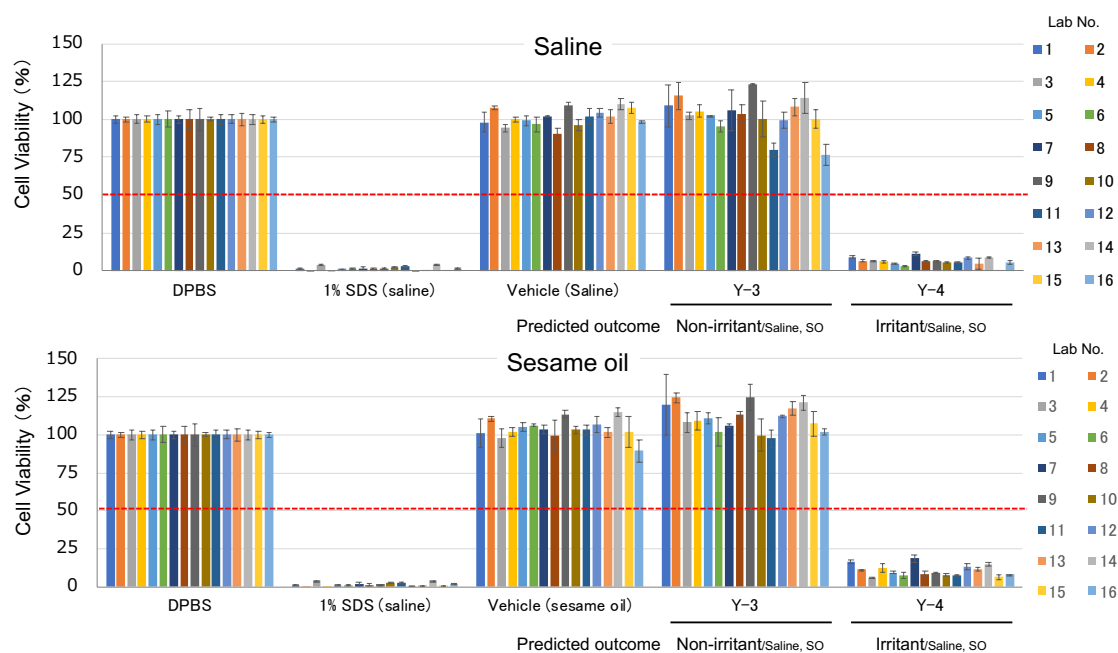 Saline
Cell Viability (%)
150
125
100
75
50
25
0
DPBS
1% SDS (saline)
Vehicle (Saline)
Y-3
Y-4
Predicted outcome
Non-irritant/Saline, SO
Irritant/Saline, SO
Lab No.
1 2
3 4
5 6
7 8
9 10
11 12
13 14
15 16
Sesame oil
Cell Viability (%)
150
125
100
75
50
25
0
DPBS
1% SDS (saline)
Vehicle (sesame oil)
Y-3
Y-4
Predicted outcome
Non-irritant/Saline, SO
Irritant/Saline, SO
Lab No.
1 2
3 4
5 6
7 8
9 10
11 12
13 14
15 16